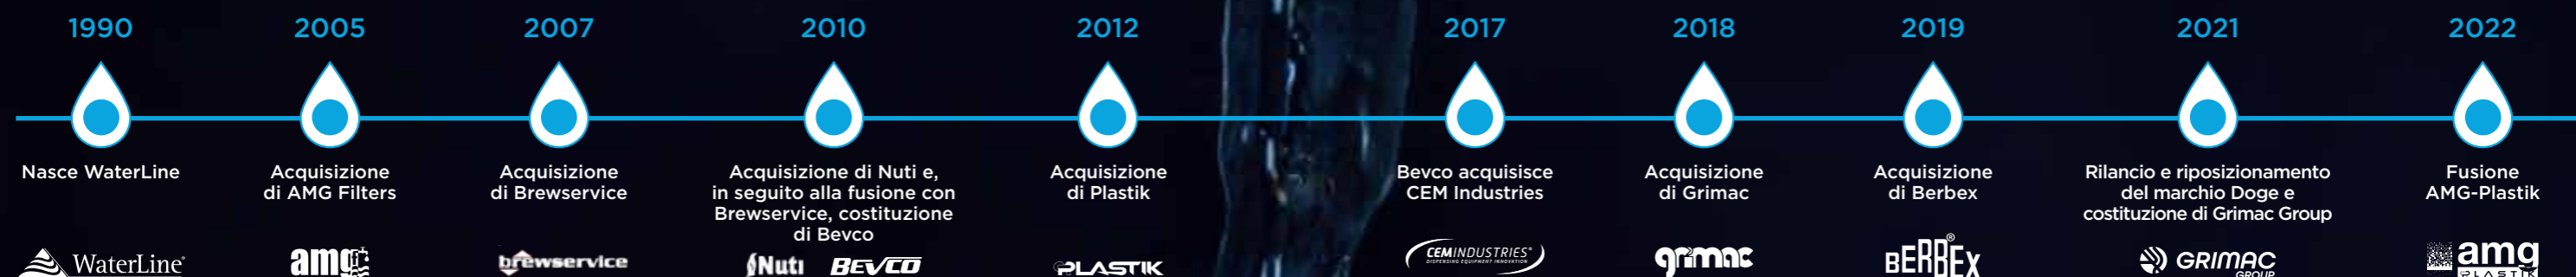 1990
Nasce WaterLine
WaterLine®
2005
Acquisizione
di AMG Filters
amg
2007
Acquisizione
di Brewservice
brewservice
2010
Acquisizione di Nuti e,
in seguito alla fusione con
Brewservice, costituzione
di Bevco
Nuti BEVCO
2012
Acquisizione
di Plastik
PLASTIK
2017
Bevco acquisisce
CEM Industries
CEMINDUSTRIES®
DISPENSING EQUIPMENT INNOVATION
2018
Acquisizione
di Grimac
grimac
2019
Acquisizione
di Berbex
BERBEX®
2021
Rilancio e riposizionamento
del marchio Doge e
costituzione di Grimac Group
GRIMAC
GROUP
2022
Fusione
AMG-Plastik
amg
PLASTIK